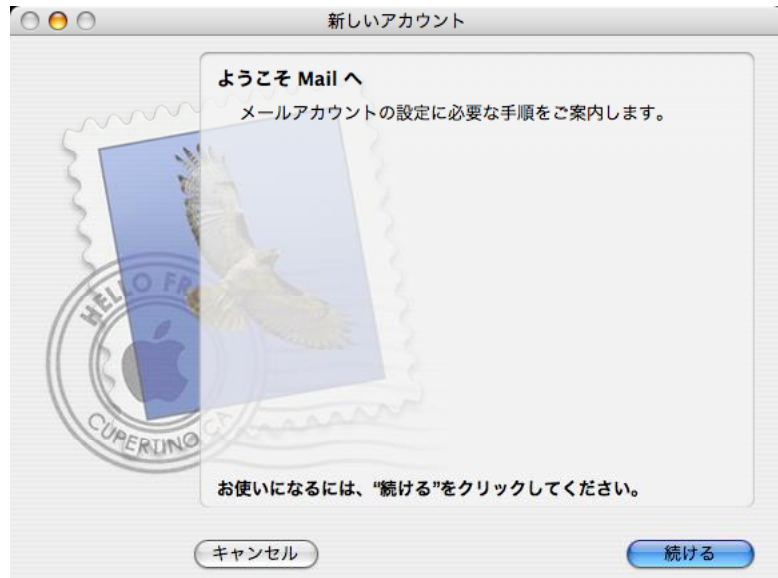 新しいアカウント
ようこそ Mail へ
メールアカウントの設定に必要な手順をご案内します。
HELLO FR
CUPERTINO CA
お使いになるには、“続ける”をクリックしてください。
キャンセル
続ける